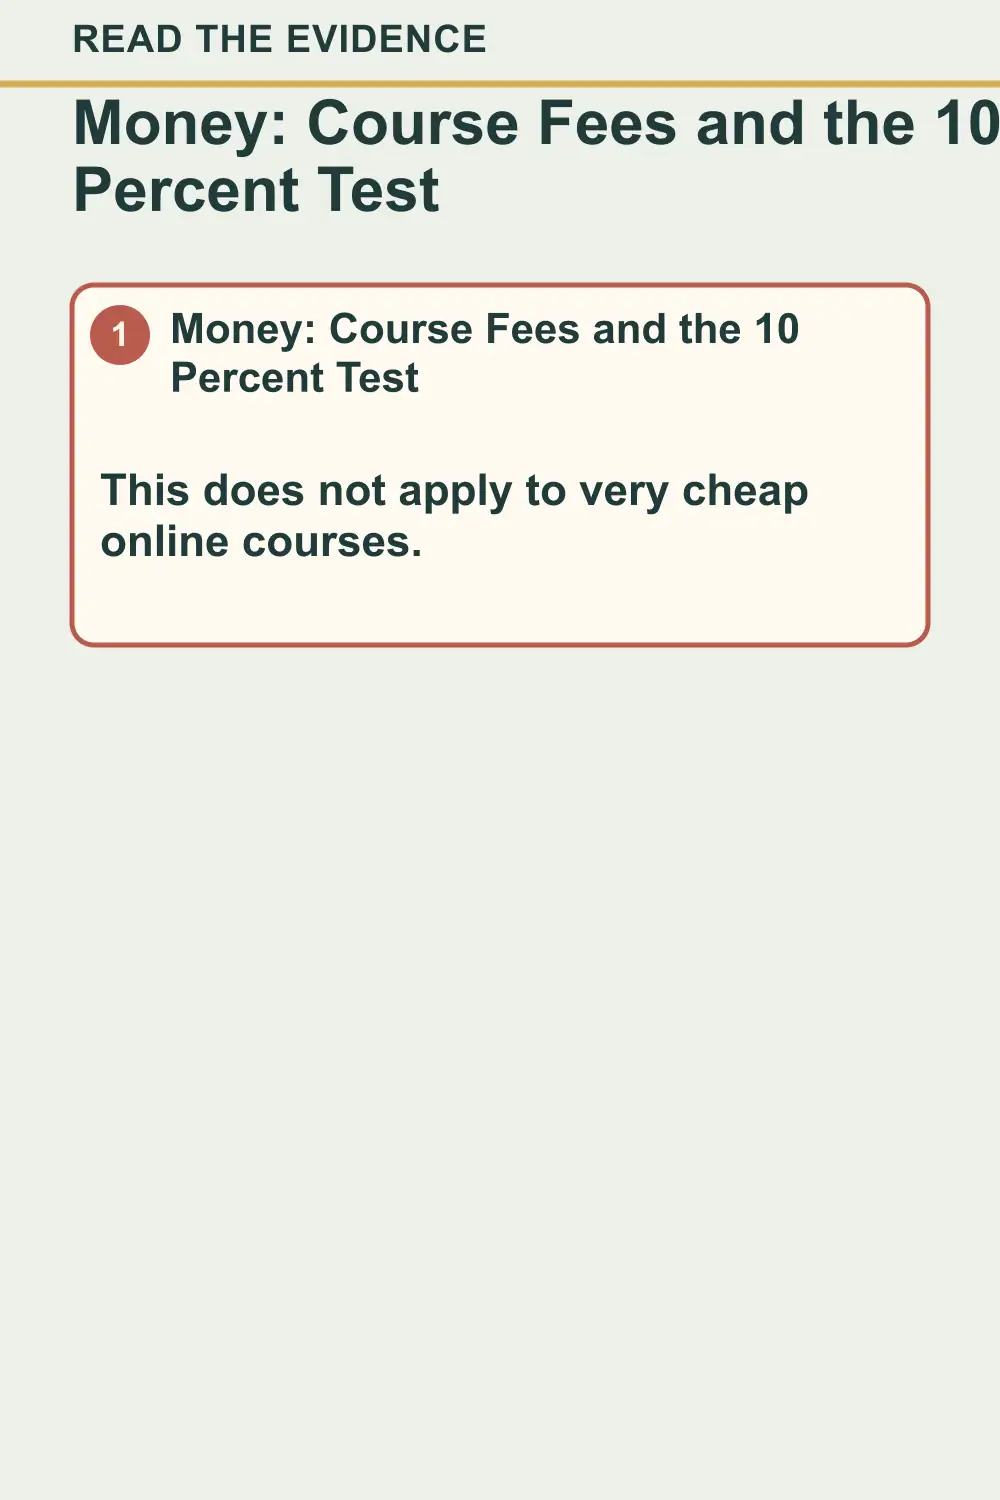 READ THE EVIDENCE
Money: Course Fees and the 10
Percent Test
1
Money: Course Fees and the 10
Percent Test
This does not apply to very cheap
online courses.